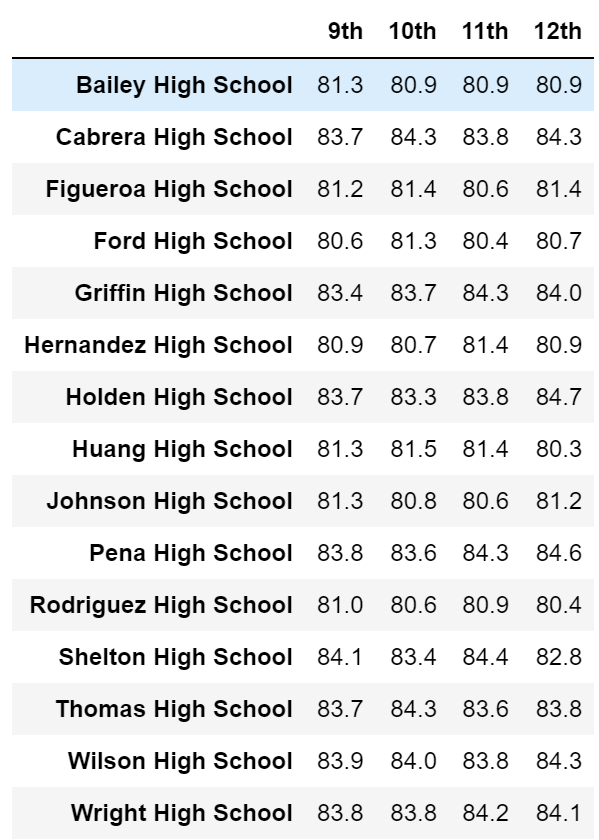 9th 10th 11th 12th
Bailey High School 81.3 80.9 80.9 80.9
Cabrera High School 83.7 84.3 83.8 84.3
Figueroa High School 81.2 81.4 80.6 81.4
Ford High School 80.6 81.3 80.4 80.7
Griffin High School 83.4 83.7 84.3 84.0
Hernandez High School 80.9 80.7 81.4 80.9
Holden High School 83.7 83.3 83.8 84.7
Huang High School 81.3 81.5 81.4 80.3
Johnson High School 81.3 80.8 80.6 81.2
Pena High School 83.8 83.6 84.3 84.6
Rodriguez High School 81.0 80.6 80.9 80.4
Shelton High School 84.1 83.4 84.4 82.8
Thomas High School 83.7 84.3 83.6 83.8
Wilson High School 83.9 84.0 83.8 84.3
Wright High School 83.8 83.8 84.2 84.1